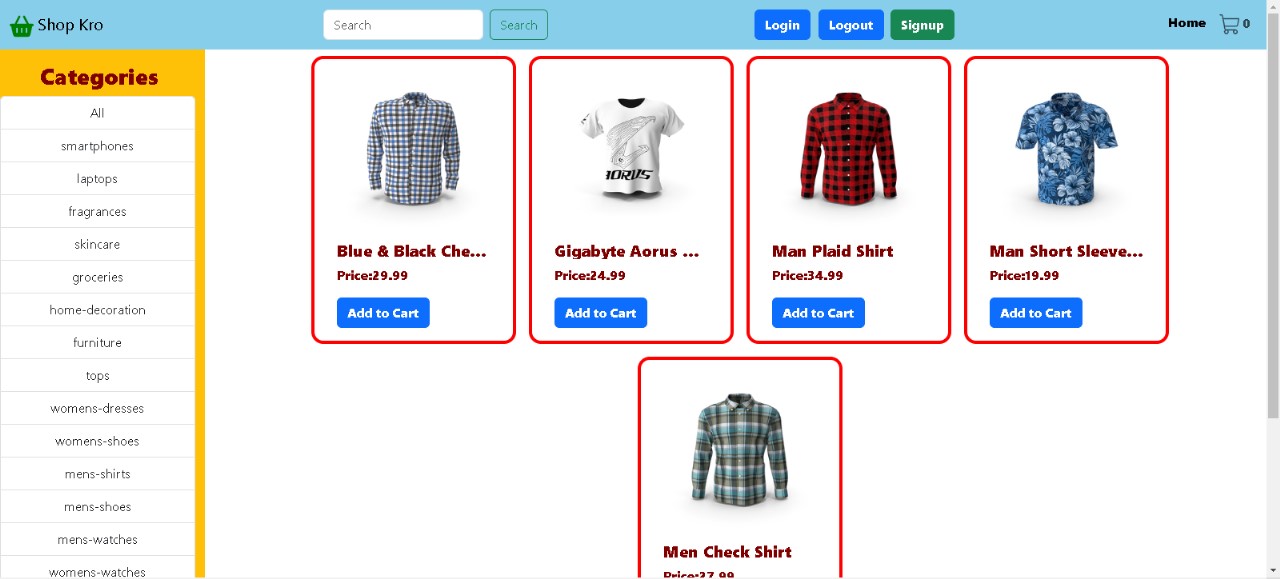 Shop Kro
Search
Search
Login
Logout
Signup
Home
0
Categories
All
smartphones
laptops
fragrances
skincare
groceries
home-decoration
furniture
tops
womens-dresses
womens-shoes
mens-shirts
mens-shoes
mens-watches
womens-watches
Blue & Black Che...
Price:29.99
Add to Cart
AORUS
Gigabyte Aorus ...
Price:24.99
Add to Cart
Man Plaid Shirt
Price:34.99
Add to Cart
Man Short Sleeve...
Price:19.99
Add to Cart
Men Check Shirt
Price:27.99